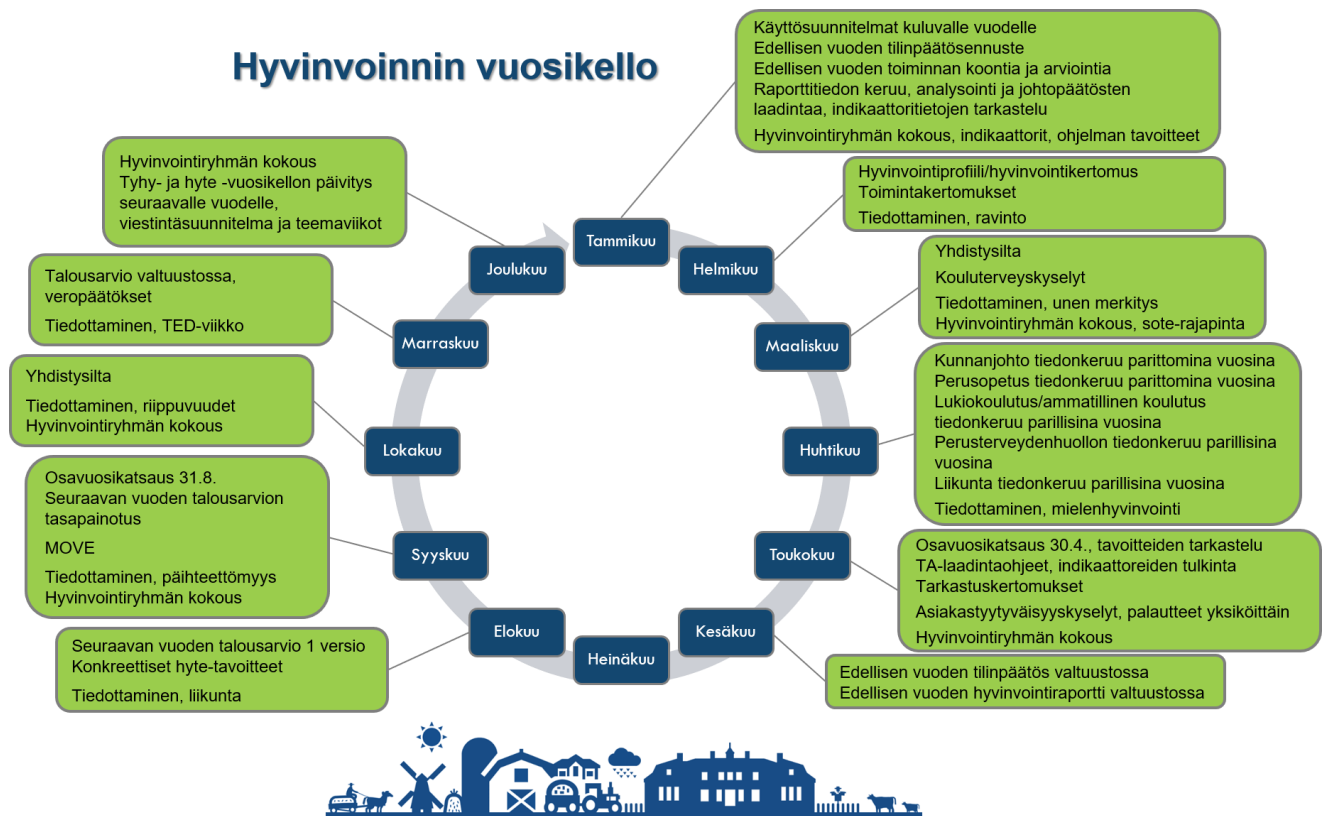 Hyvinvoinnin vuosikello
Käyttösuunnitelmat kuluvalle vuodelle
Edellisen vuoden tilinpäätösennuste
Edellisen vuoden toiminnan koontia ja arviointia
Raporttitiedon keruu, analysointi ja johtopäätösten
laadintaa, indikaattoritietojen tarkastelu
Hyvinvointiryhmän kokous, indikaattorit, ohjelman tavoitteet
Tammikuu
Hyvinvointiprofiili/hyvinvointikertomus
Toimintakertomukset
Tiedottaminen, ravinto
Helmikuu
Yhdistysilta
Kouluterveyskyselyt
Tiedottaminen, unen merkitys
Hyvinvointiryhmän kokous, sote-rajapinta
Maaliskuu
Kunnanjohto tiedonkeruu parittomina vuosina
Perusopetus tiedonkeruu parittomina vuosina
Lukiokoulutus/ammatillinen koulutus
tiedonkeruu parillisina vuosina
Perusterveydenhuollon tiedonkeruu parillisina
vuosina
Liikunta tiedonkeruu parillisina vuosina
Tiedottaminen, mielenhyvinvointi
Huhtikuu
Osavuosikatsaus 30.4., tavoitteiden tarkastelu
TA-laadintaohjeet, indikaattoreiden tulkinta
Tarkastuskertomukset
Asiakastyytyväisyyskyselyt, palautteet yksiköittäin
Hyvinvointiryhmän kokous
Toukokuu
Edellisen vuoden tilinpäätös valtuustossa
Edellisen vuoden hyvinvointiraportti valtuustossa
Kesäkuu
Heinäkuu
Seuraavan vuoden talousarvio 1 versio
Konkreettiset hyte-tavoitteet
Tiedottaminen, liikunta
Elokuu
Osavuosikatsaus 31.8.
Seuraavan vuoden talousarvion
tasapainotus
MOVE
Tiedottaminen, päihteettömyys
Hyvinvointiryhmän kokous
Syyskuu
Yhdistysilta
Tiedottaminen, riippuvuudet
Hyvinvointiryhmän kokous
Lokakuu
Talousarvio valtuustossa,
veropäätökset
Tiedottaminen, TED-viikko
Marraskuu
Hyvinvointiryhmän kokous
Tyhy- ja hyte -vuosikellon päivitys
seuraavalle vuodelle,
viestintäsuunnitelma ja teemaviikot
Joulukuu